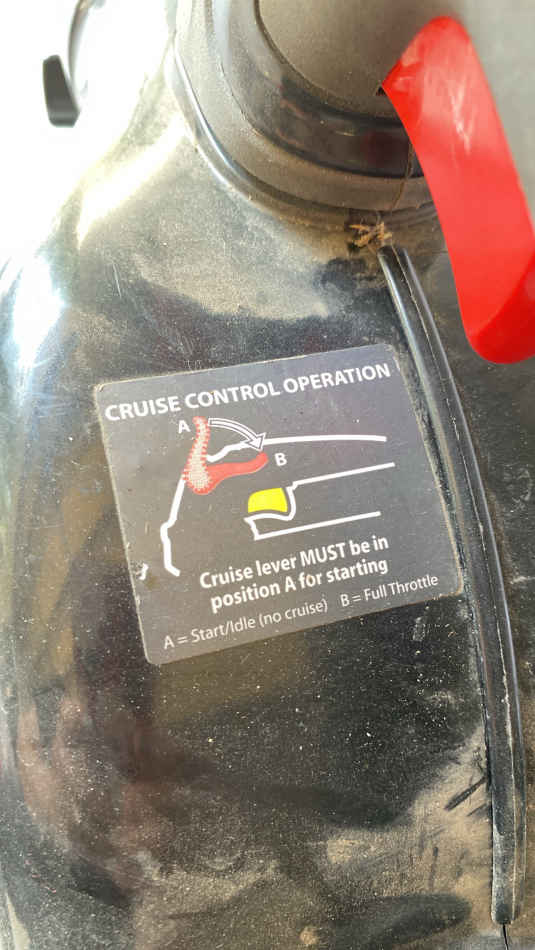 CRUISE CONTROL OPERATION
A
B
Cruise lever MUST be in
position A for starting
A = Start/Idle (no cruise) B = Full Throttle